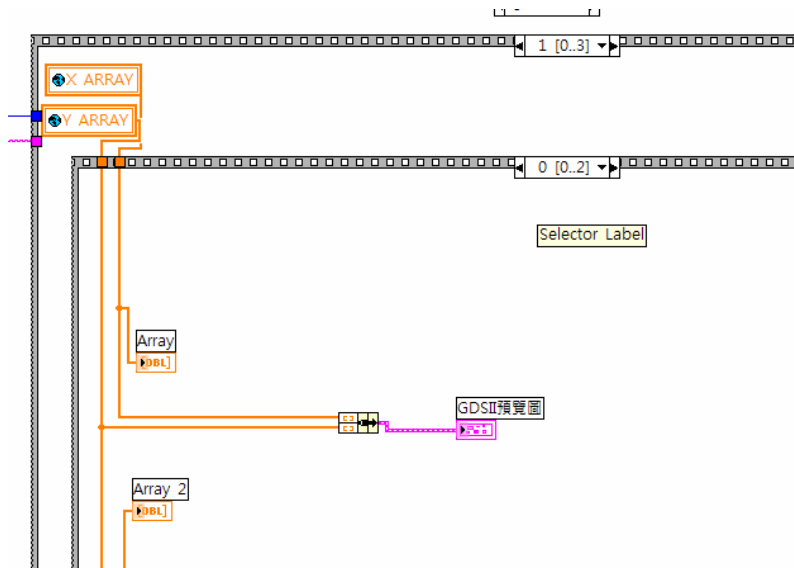 1 [0..3]
X ARRAY
Y ARRAY
0 [0..2]
Selector Label
Array
DBL]
GDSII預覽圖
Array 2
DBL]